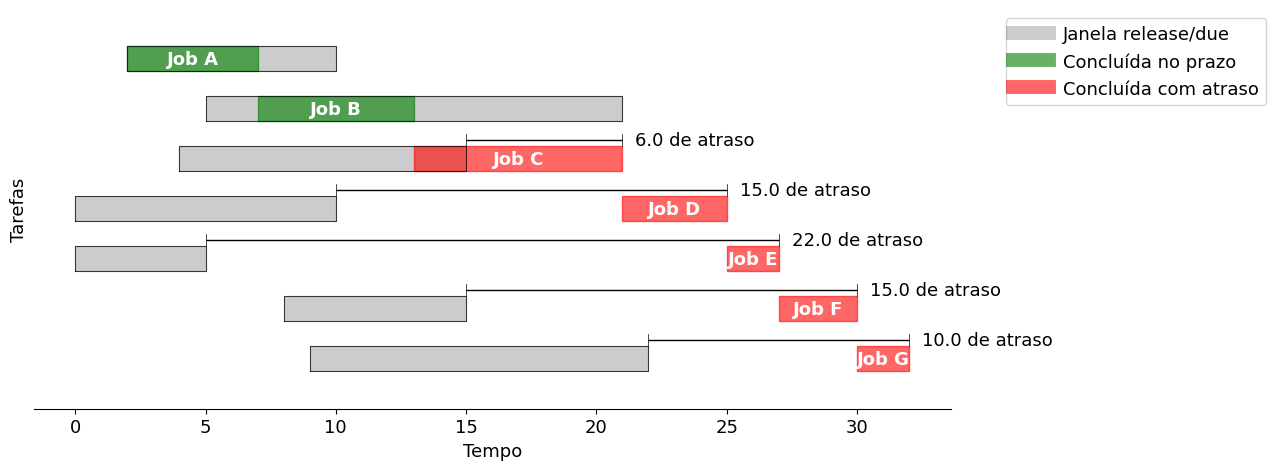 Janela release/due
Concluída no prazo
Concluída com atraso
Job A
Job B
6.0 de atraso
Job C
15.0 de atraso
Job D
22.0 de atraso
Job E
15.0 de atraso
Job F
10.0 de atraso
Job G
Tarefas
0 5 10 15 20 25 30
Tempo